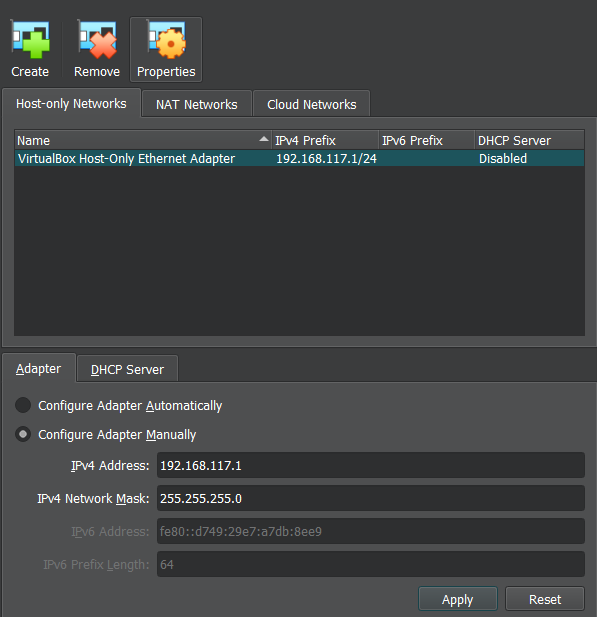 Create Remove Properties
Host-only Networks NAT Networks Cloud Networks
Name IPv4 Prefix IPv6 Prefix DHCP Server
VirtualBox Host-Only Ethernet Adapter 192.168.117.1/24 Disabled
Adapter DHCP Server
Configure Adapter Automatically
Configure Adapter Manually
IPv4 Address: 192.168.117.1
IPv4 Network Mask: 255.255.255.0
IPv6 Address: fe80::d749:29e7:a7db:8ee9
IPv6 Prefix Length: 64
Apply Reset